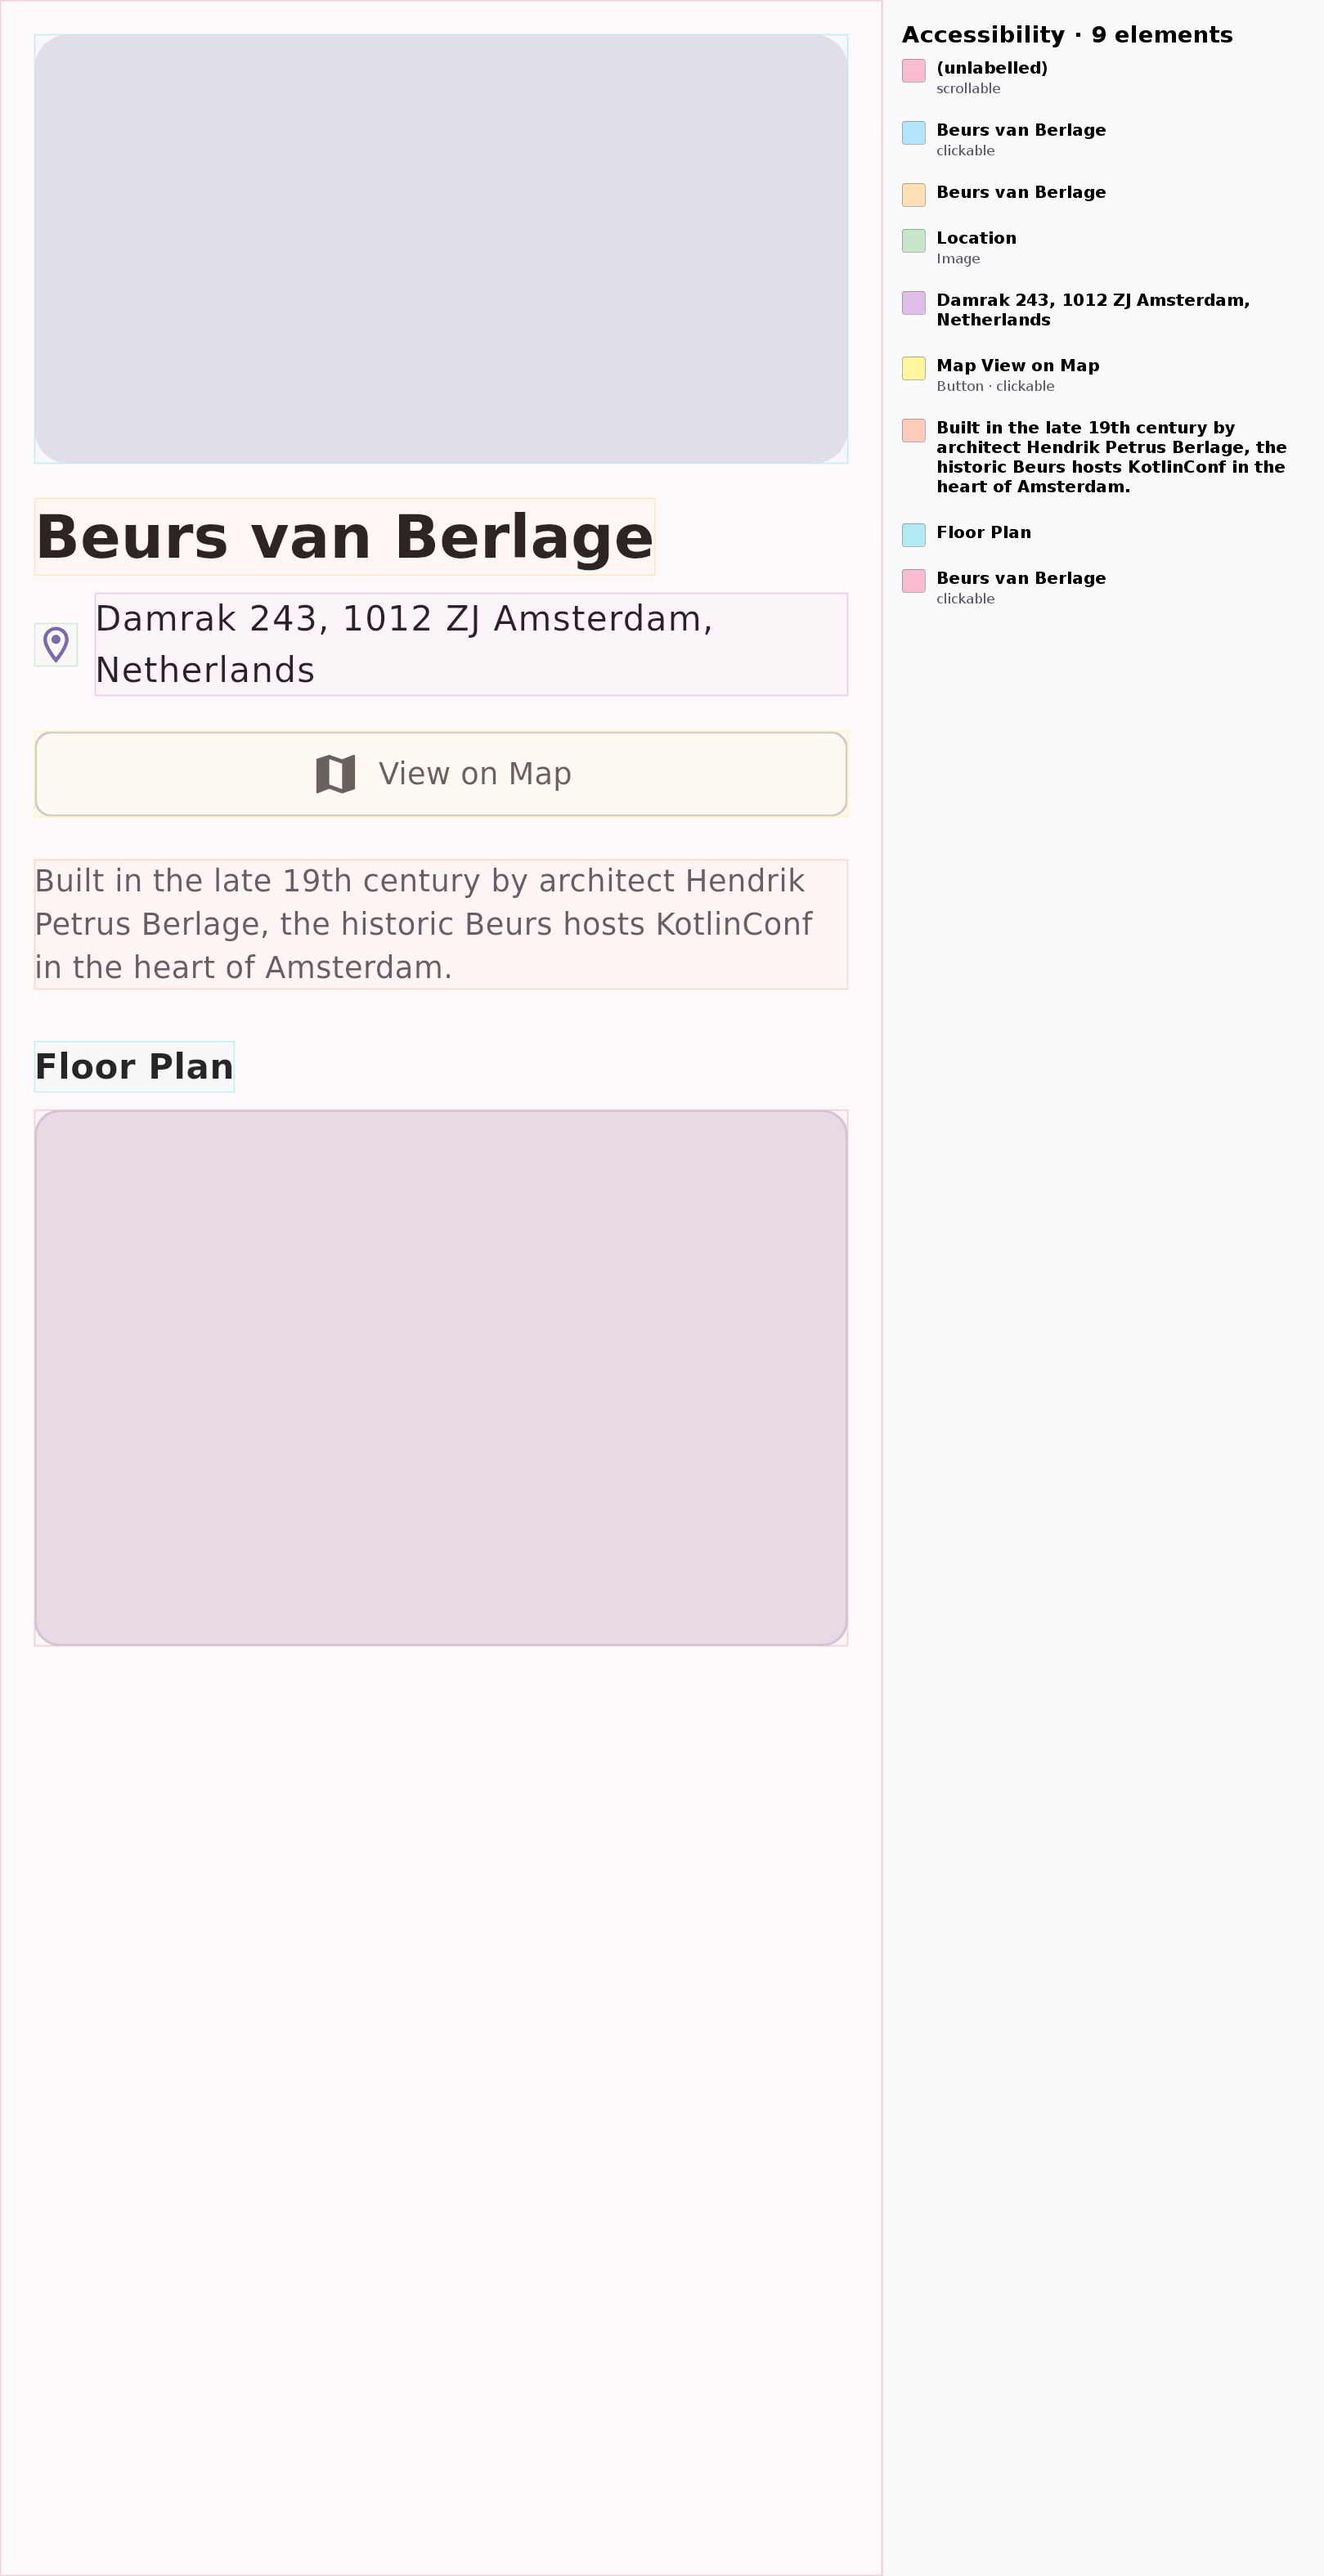 Beurs van Berlage
Damrak 243, 1012 ZJ Amsterdam,
Netherlands
View on Map
Built in the late 19th century by architect Hendrik
Petrus Berlage, the historic Beurs hosts KotlinConf
in the heart of Amsterdam.
Floor Plan
Accessibility · 9 elements
(unlabelled)
scrollable
Beurs van Berlage
clickable
Beurs van Berlage
Location
Image
Damrak 243, 1012 ZJ Amsterdam,
Netherlands
Map View on Map
Button · clickable
Built in the late 19th century by
architect Hendrik Petrus Berlage, the
historic Beurs hosts KotlinConf in the
heart of Amsterdam.
Floor Plan
Beurs van Berlage
clickable